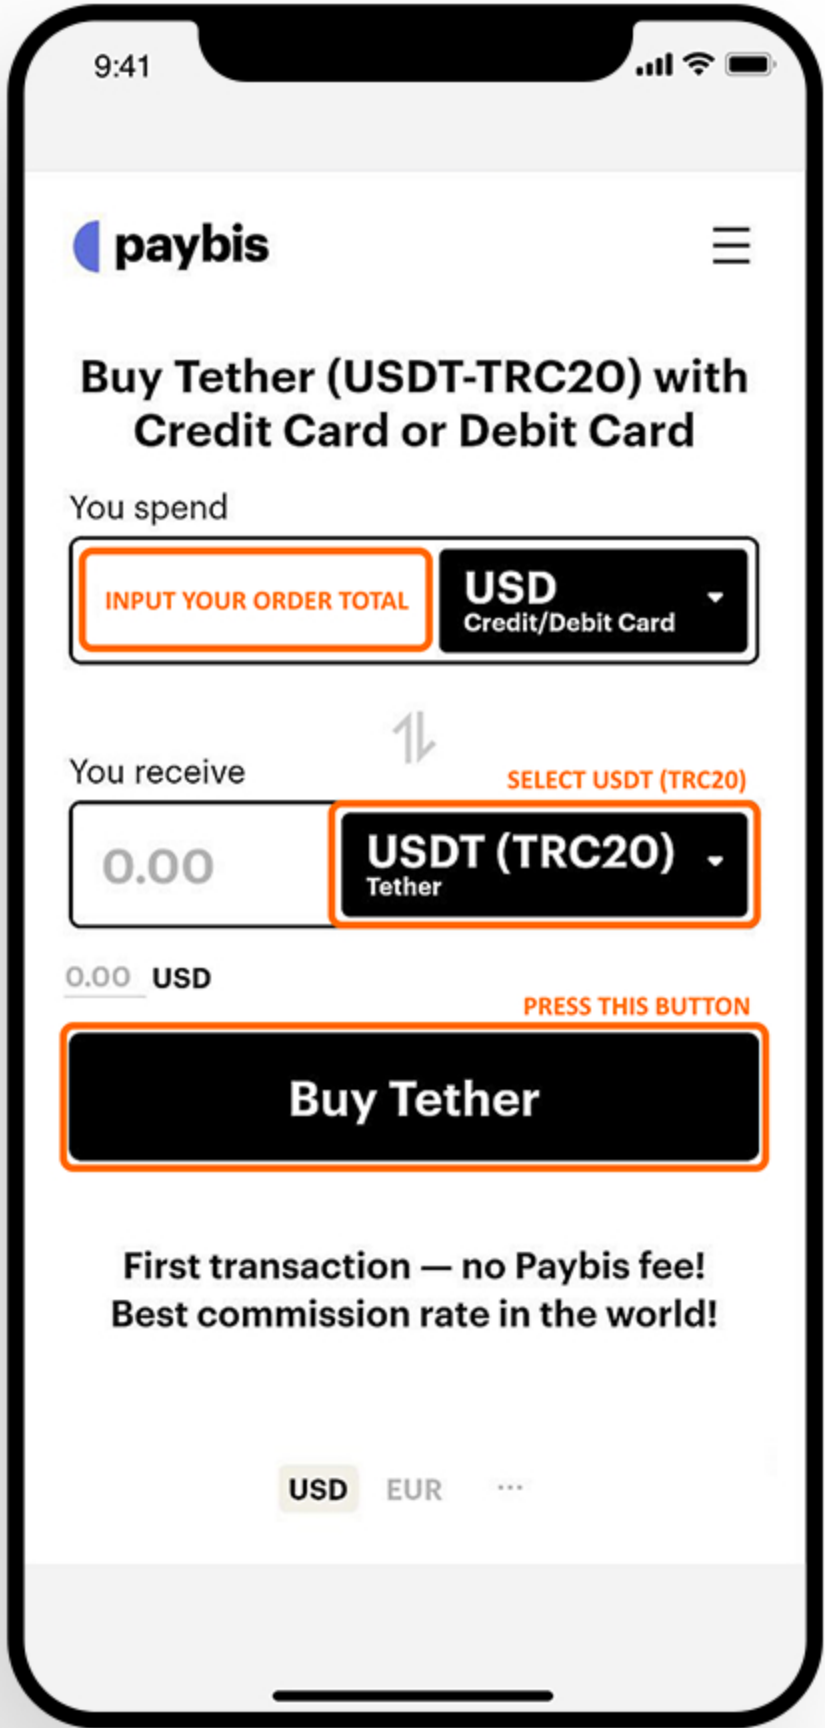 9:41
paybis
Buy Tether (USDT-TRC20) with
Credit Card or Debit Card
You spend
INPUT YOUR ORDER TOTAL
USD
Credit/Debit Card
You receive
SELECT USDT (TRC20)
0.00
USDT (TRC20)
Tether
0.00 USD
PRESS THIS BUTTON
Buy Tether
First transaction — no Paybis fee!
Best commission rate in the world!
USD EUR ...